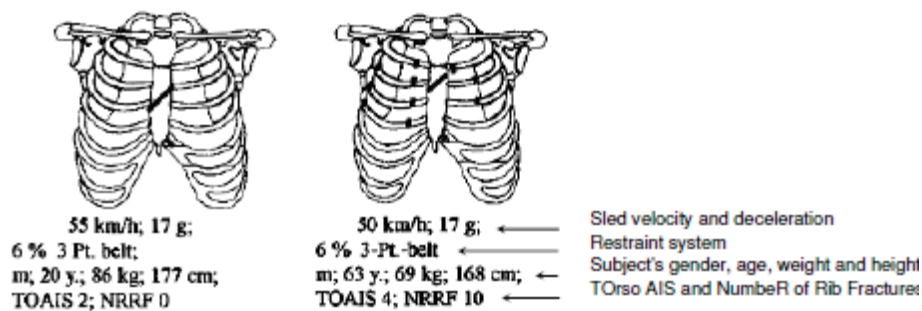 55 km/h; 17 g;
6 % 3 Pt. belt;
m; 20 y.; 86 kg; 177 cm;
TOAIS 2; NRRF 0
50 km/h; 17 g;
6 % 3-Pt.-belt
m; 63 y.; 69 kg; 168 cm;
TOAIS 4; NRRF 10
Sled velocity and deceleration
Restraint system
Subject's gender, age, weight and height
TOrso AIS and NumbeR of Rib Fractures